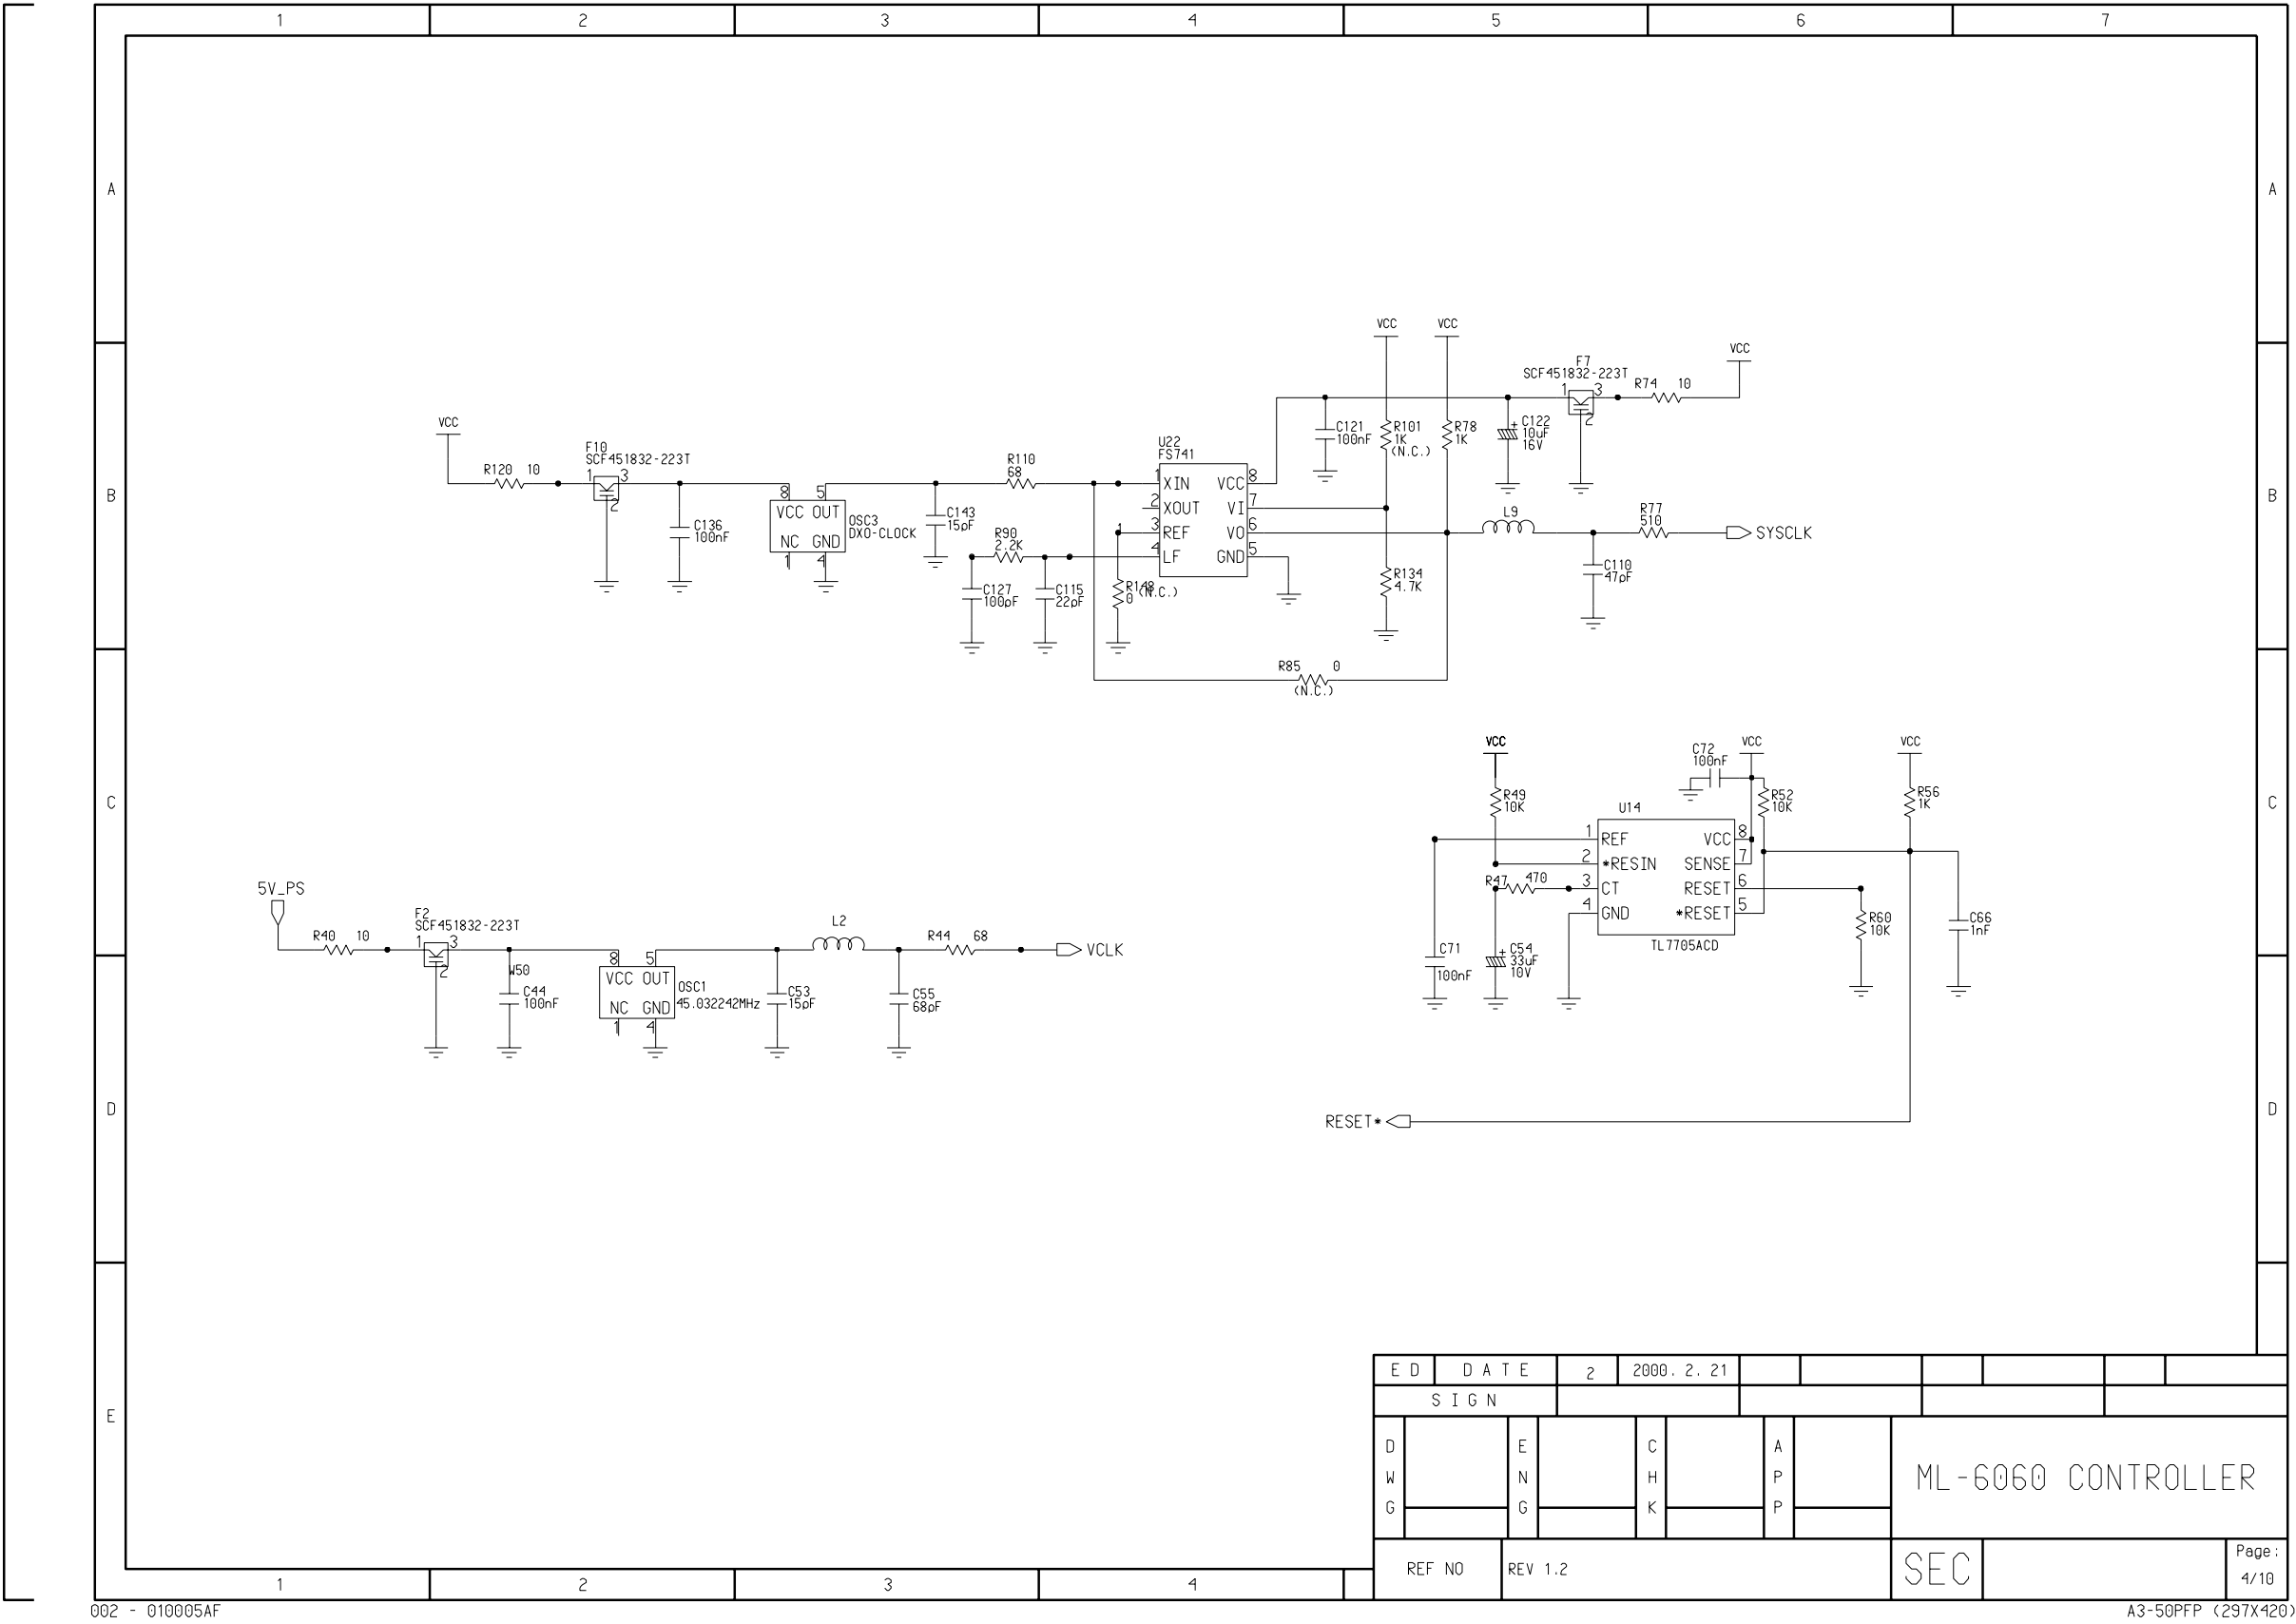 1 2 3 4 5 6 7
A A
B B
C C
D D
E
VCC VCC
VCC
F7
SCF451832-223T
1 3
2
R74 10
C121
100nF
R101
1K
(N.C.)
R78
1K
C122
+
10uF
16V
VCC
R120 10
F10
SCF451832-223T
1 3
2
C136
100nF
8 5
VCC OUT
NC GND
1 4
OSC3
DXO-CLOCK
C143
15pF
R110
68
U22
FS741
1 XIN VCC 8
2 XOUT VI 7
3 REF VO 6
4 LF GND 5
1
R90
2.2K
C127
100pF
C115
22pF
R148
0 (N.C.)
R134
4.7K
L9
R77
510
SYSCLK
C110
47pF
R85 0
(N.C.)
VCC VCC VCC
C72
100nF
R49
10K
R52
10K
R56
1K
U14
1 REF VCC 8
2 *RESIN SENSE 7
3 CT RESET 6
4 GND *RESET 5
TL7705ACD
R47 470
C71
100nF
C54
+
33uF
10V
R60
10K
C66
1nF
RESET*
5V_PS
R40 10
F2
SCF451832-223T
1 3
2
W50
C44
100nF
8 5
VCC OUT
NC GND
1 4
OSC1
45.032242MHz
C53
15pF
L2
C55
68pF
R44 68
VCLK
E D D A T E 2 2000. 2. 21
S I G N
D W G E N G C H K A P P
ML-6060 CONTROLLER
REF NO REV 1.2 SEC Page:
4/10
1 2 3 4
002 - 010005AF A3-50PFP (297X420)